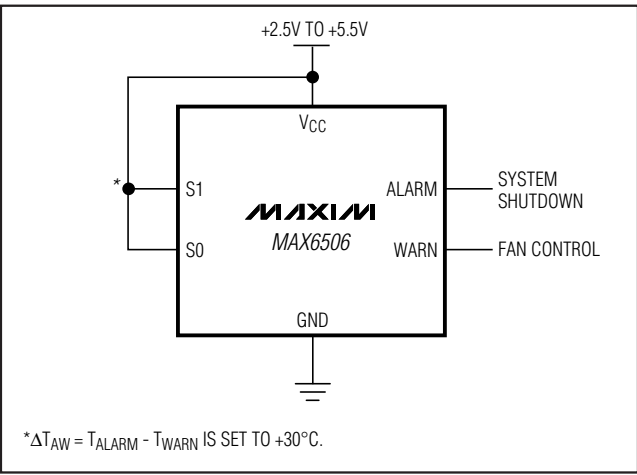 +2.5V TO +5.5V
VCC
*
S1
ALARM
SYSTEM
SHUTDOWN
MAXIM
MAX6506
S0
WARN
FAN CONTROL
GND
*ΔTAW = TALARM - TWARN IS SET TO +30°C.